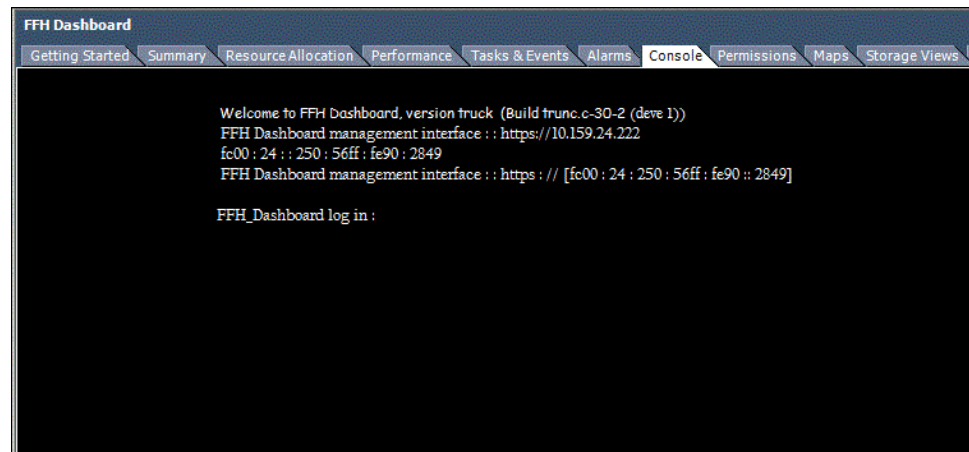 FFH Dashboard
Getting Started Summary Resource Allocation Performance Tasks & Events Alarms Console Permissions Maps Storage Views
Welcome to FFH Dashboard, version truck (Build trunc.c-30-2 (deve 1))
FFH Dashboard management interface : : https://10.159.24.222
fc00 : 24 : : 250 : 56ff : fe90 : 2849
FFH Dashboard management interface : : https : // [fc00 : 24 : 250 : 56ff : fe90 :: 2849]
FFH_Dashboard log in :